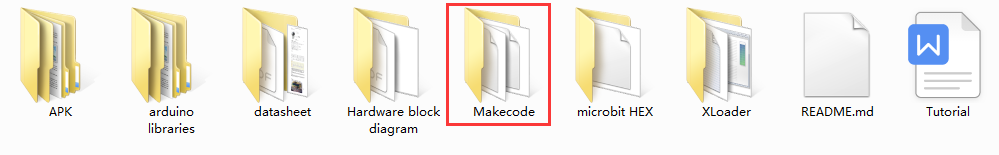 APK
arduino
libraries
datasheet
Hardware block
diagram
Makecode
microbit HEX
XLoader
README.md
W
Tutorial